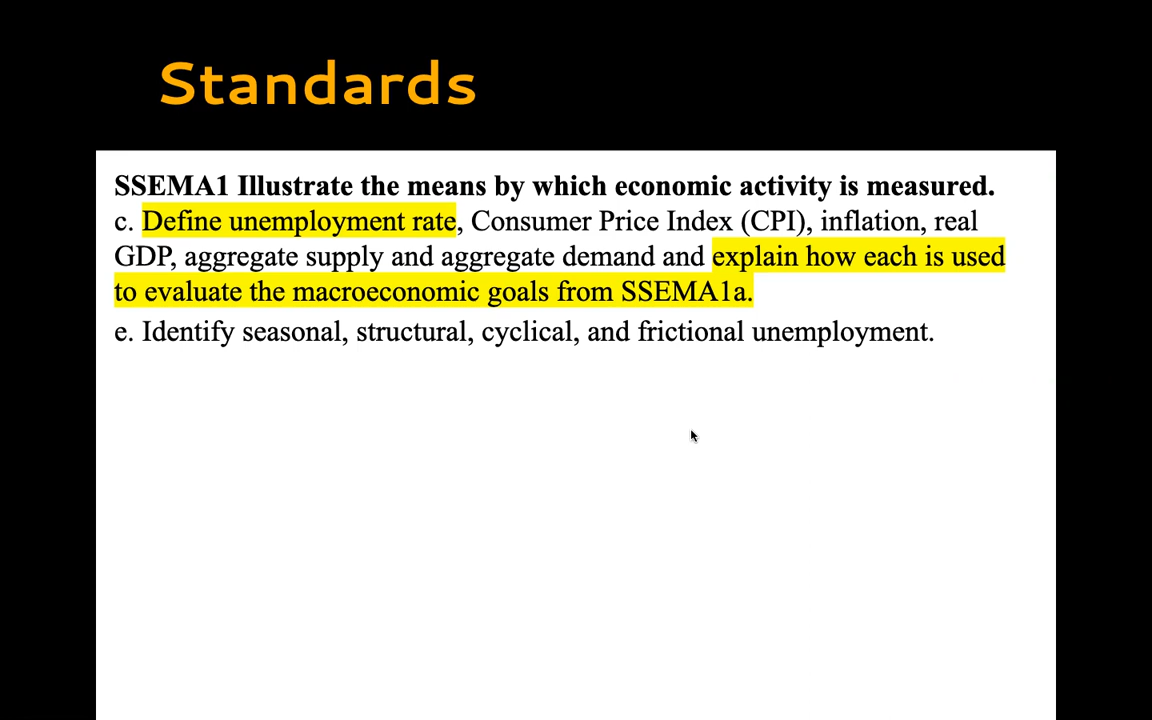 Standards
SSEMA1 Illustrate the means by which economic activity is measured.
c. Define unemployment rate, Consumer Price Index (CPI), inflation, real
GDP, aggregate supply and aggregate demand and explain how each is used
to evaluate the macroeconomic goals from SSEMA1a.
e. Identify seasonal, structural, cyclical, and frictional unemployment.